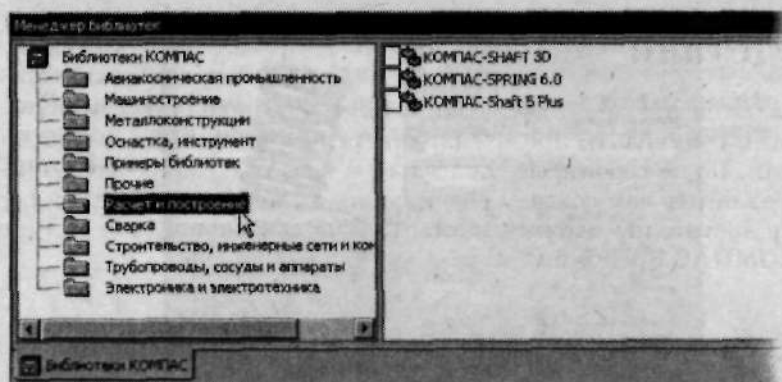 Менеджер библиотек
Библиотеки КОМПАС
Авиакосмическая промышленность
Машиностроение
Металлоконструкции
Оснастка, инструмент
Примеры библиотек
Прочие
Расчет и построение
Сварка
Строительство, инженерные сети и кон
Трубопроводы, сосуды и аппараты
Электроника и электротехника
КОМПАС-SHAFT 3D
КОМПАС-SPRING 6.0
КОМПАС-Shaft 5 Plus
Библиотеки КОМПАС